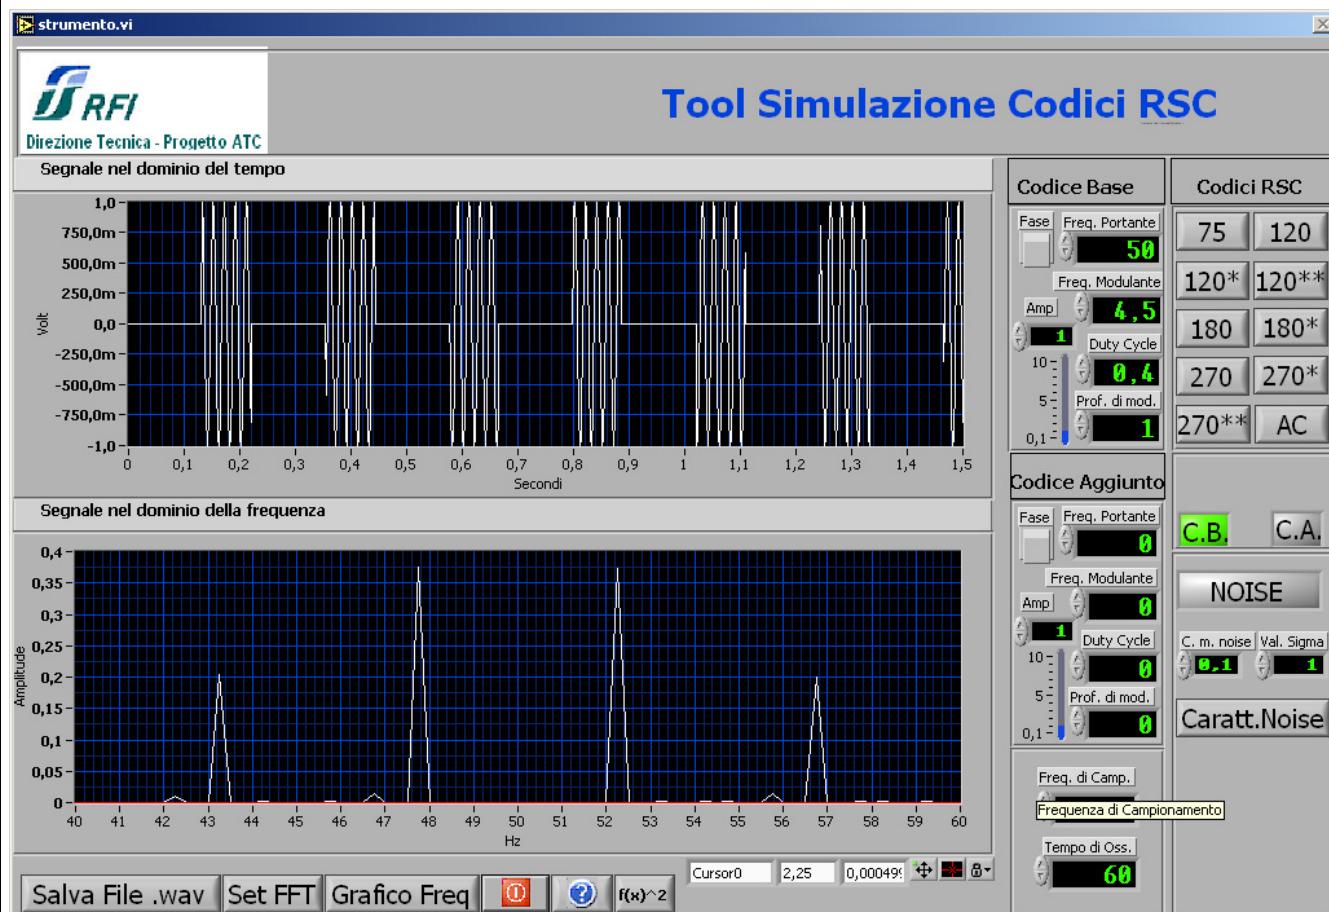 strumento.vi
RFI
Direzione Tecnica - Progetto ATC
Tool Simulazione Codici RSC
Segnale nel dominio del tempo
1,0
750,0m
500,0m
250,0m
0,0
-250,0m
-500,0m
-750,0m
-1,0
Volt
0 0,1 0,2 0,3 0,4 0,5 0,6 0,7 0,8 0,9 1 1,1 1,2 1,3 1,4 1,5
Secondi
Segnale nel dominio della frequenza
0,4
0,35
0,3
0,25
0,2
0,15
0,1
0,05
0
Amplitude
40 41 42 43 44 45 46 47 48 49 50 51 52 53 54 55 56 57 58 59 60
Hz
Codice Base
Fase Freq. Portante
50
Freq. Modulante
4,5
Amp
1
Duty Cycle
0,4
10
5
0,1
Prof. di mod.
1
Codice Aggiunto
Fase Freq. Portante
0
Freq. Modulante
0
Amp
1
Duty Cycle
0
10
5
0,1
Prof. di mod.
0
Freq. di Camp.
Frequenza di Campionamento
Tempo di Oss.
60
Codici RSC
75 120
120* 120**
180 180*
270 270*
270** AC
C.B. C.A.
NOISE
C. m. noise Val. Sigma
0,1 1
Caratt.Noise
Cursor0 2,25
Salva File .wav Set FFT Grafico Freq ? f(x)^2